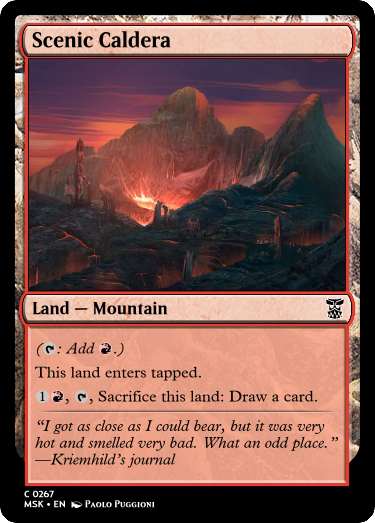 Scenic Caldera
Land — Mountain
(: Add .)
This land enters tapped.
1, , Sacrifice this land: Draw a card.
“I got as close as I could bear, but it was very
hot and smelled very bad. What an odd place.”
—Kriemhild's journal
C 0267
MSK • EN Paolo Puggioni